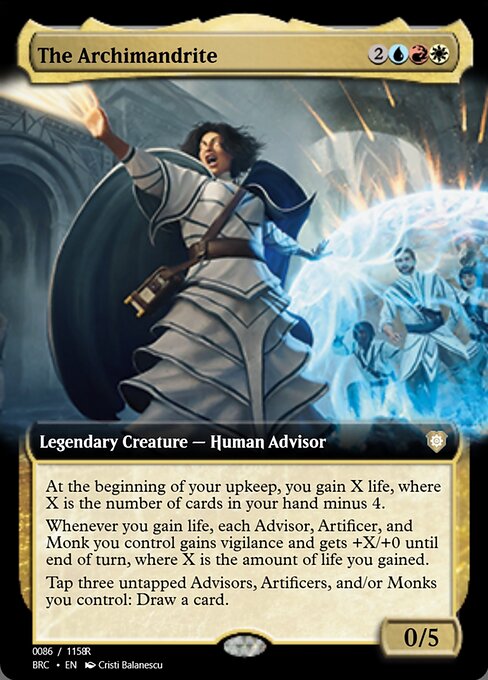 The Archimandrite
2
Legendary Creature — Human Advisor
At the beginning of your upkeep, you gain X life, where
X is the number of cards in your hand minus 4.
Whenever you gain life, each Advisor, Artificer, and
Monk you control gains vigilance and gets +X/+0 until
end of turn, where X is the amount of life you gained.
Tap three untapped Advisors, Artificers, and/or Monks
you control: Draw a card.
0/5
0086 / 1158R
BRC • EN Cristi Balanescu